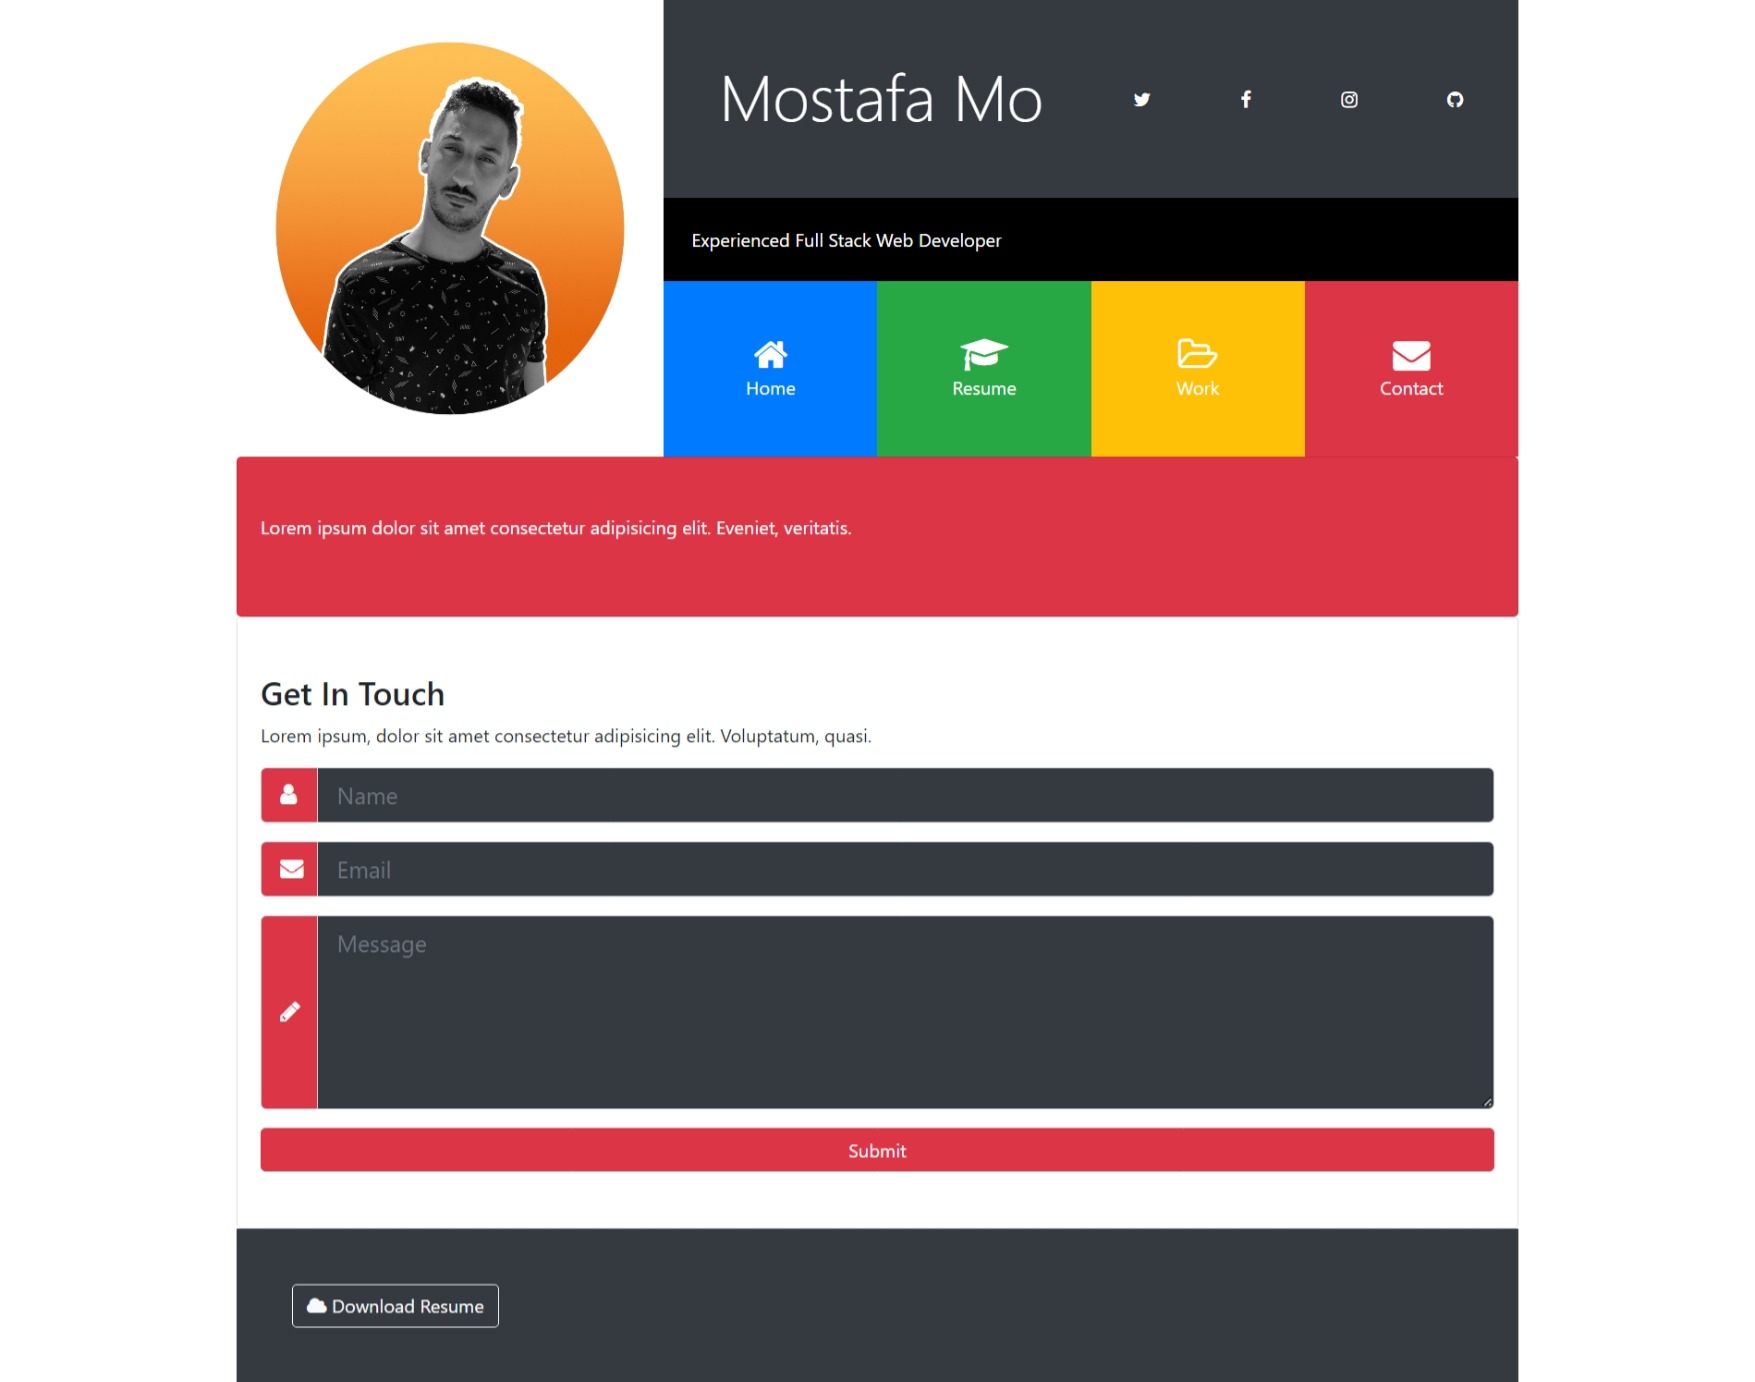 Mostafa Mo
Experienced Full Stack Web Developer
Home
Resume
Work
Contact
Lorem ipsum dolor sit amet consectetur adipisicing elit. Eveniet, veritatis.
Get In Touch
Lorem ipsum, dolor sit amet consectetur adipisicing elit. Voluptatum, quasi.
Name
Email
Message
Submit
Download Resume